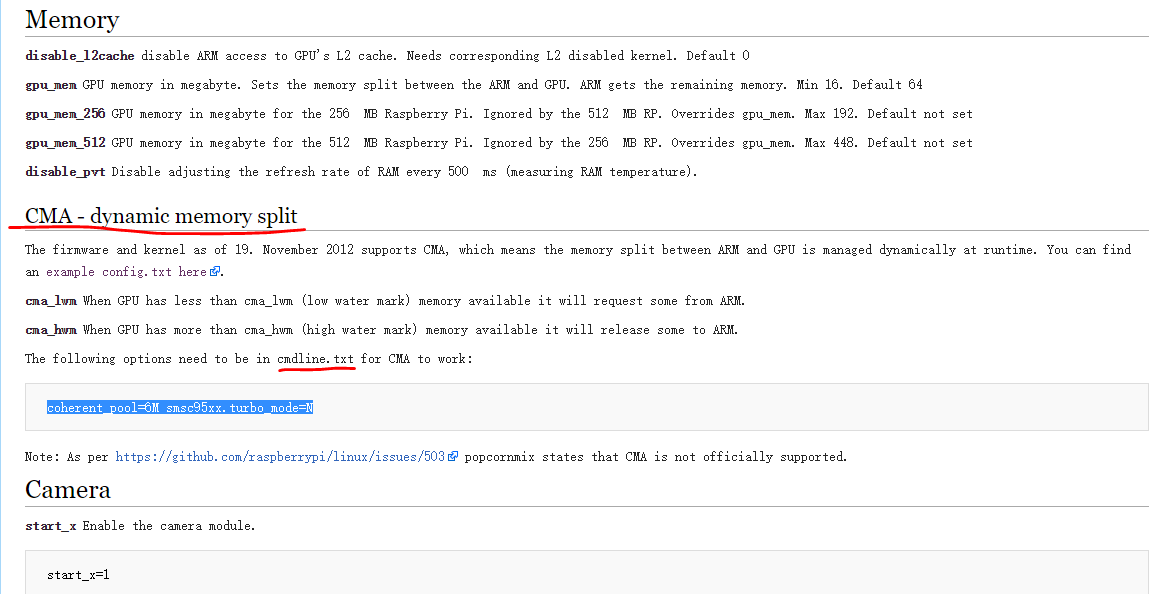 Memory
disable_l2cache disable ARM access to GPU's L2 cache. Needs corresponding L2 disabled kernel. Default 0
gpu_mem GPU memory in megabyte. Sets the memory split between the ARM and GPU. ARM gets the remaining memory. Min 16. Default 64
gpu_mem_256 GPU memory in megabyte for the 256 MB Raspberry Pi. Ignored by the 512 MB RP. Overrides gpu_mem. Max 192. Default not set
gpu_mem_512 GPU memory in megabyte for the 512 MB Raspberry Pi. Ignored by the 256 MB RP. Overrides gpu_mem. Max 448. Default not set
disable_pvt Disable adjusting the refresh rate of RAM every 500 ms (measuring RAM temperature).
CMA - dynamic memory split
The firmware and kernel as of 19. November 2012 supports CMA, which means the memory split between ARM and GPU is managed dynamically at runtime. You can find
an example config.txt here.
cma_lwm When GPU has less than cma_lwm (low water mark) memory available it will request some from ARM.
cma_hwm When GPU has more than cma_hwm (high water mark) memory available it will release some to ARM.
The following options need to be in cmdline.txt for CMA to work:
coherent_pool=6M smsc95xx.turbo_mode=N
Note: As per https://github.com/raspberrypi/linux/issues/503 popcornmix states that CMA is not officially supported.
Camera
start_x Enable the camera module.
start_x=1